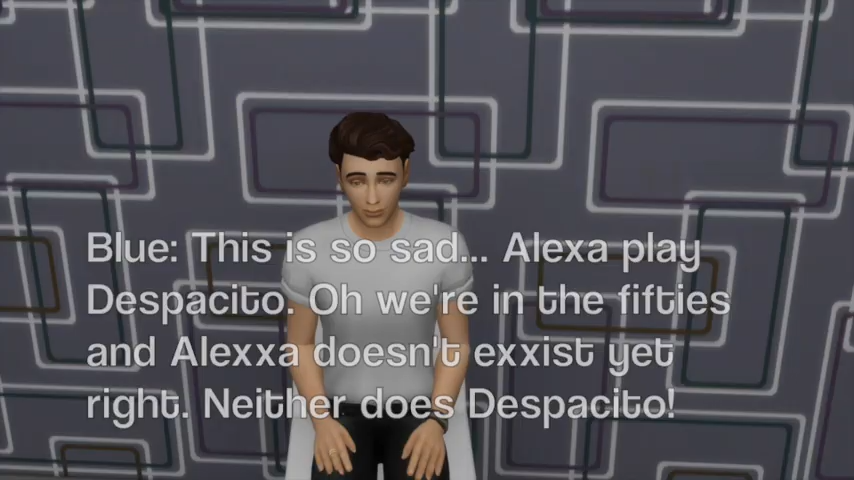 Blue: This is so sad... Alexa play
Despacito. Oh we're in the fifties
and Alexxa doesn't exxist yet
right. Neither does Despacito!